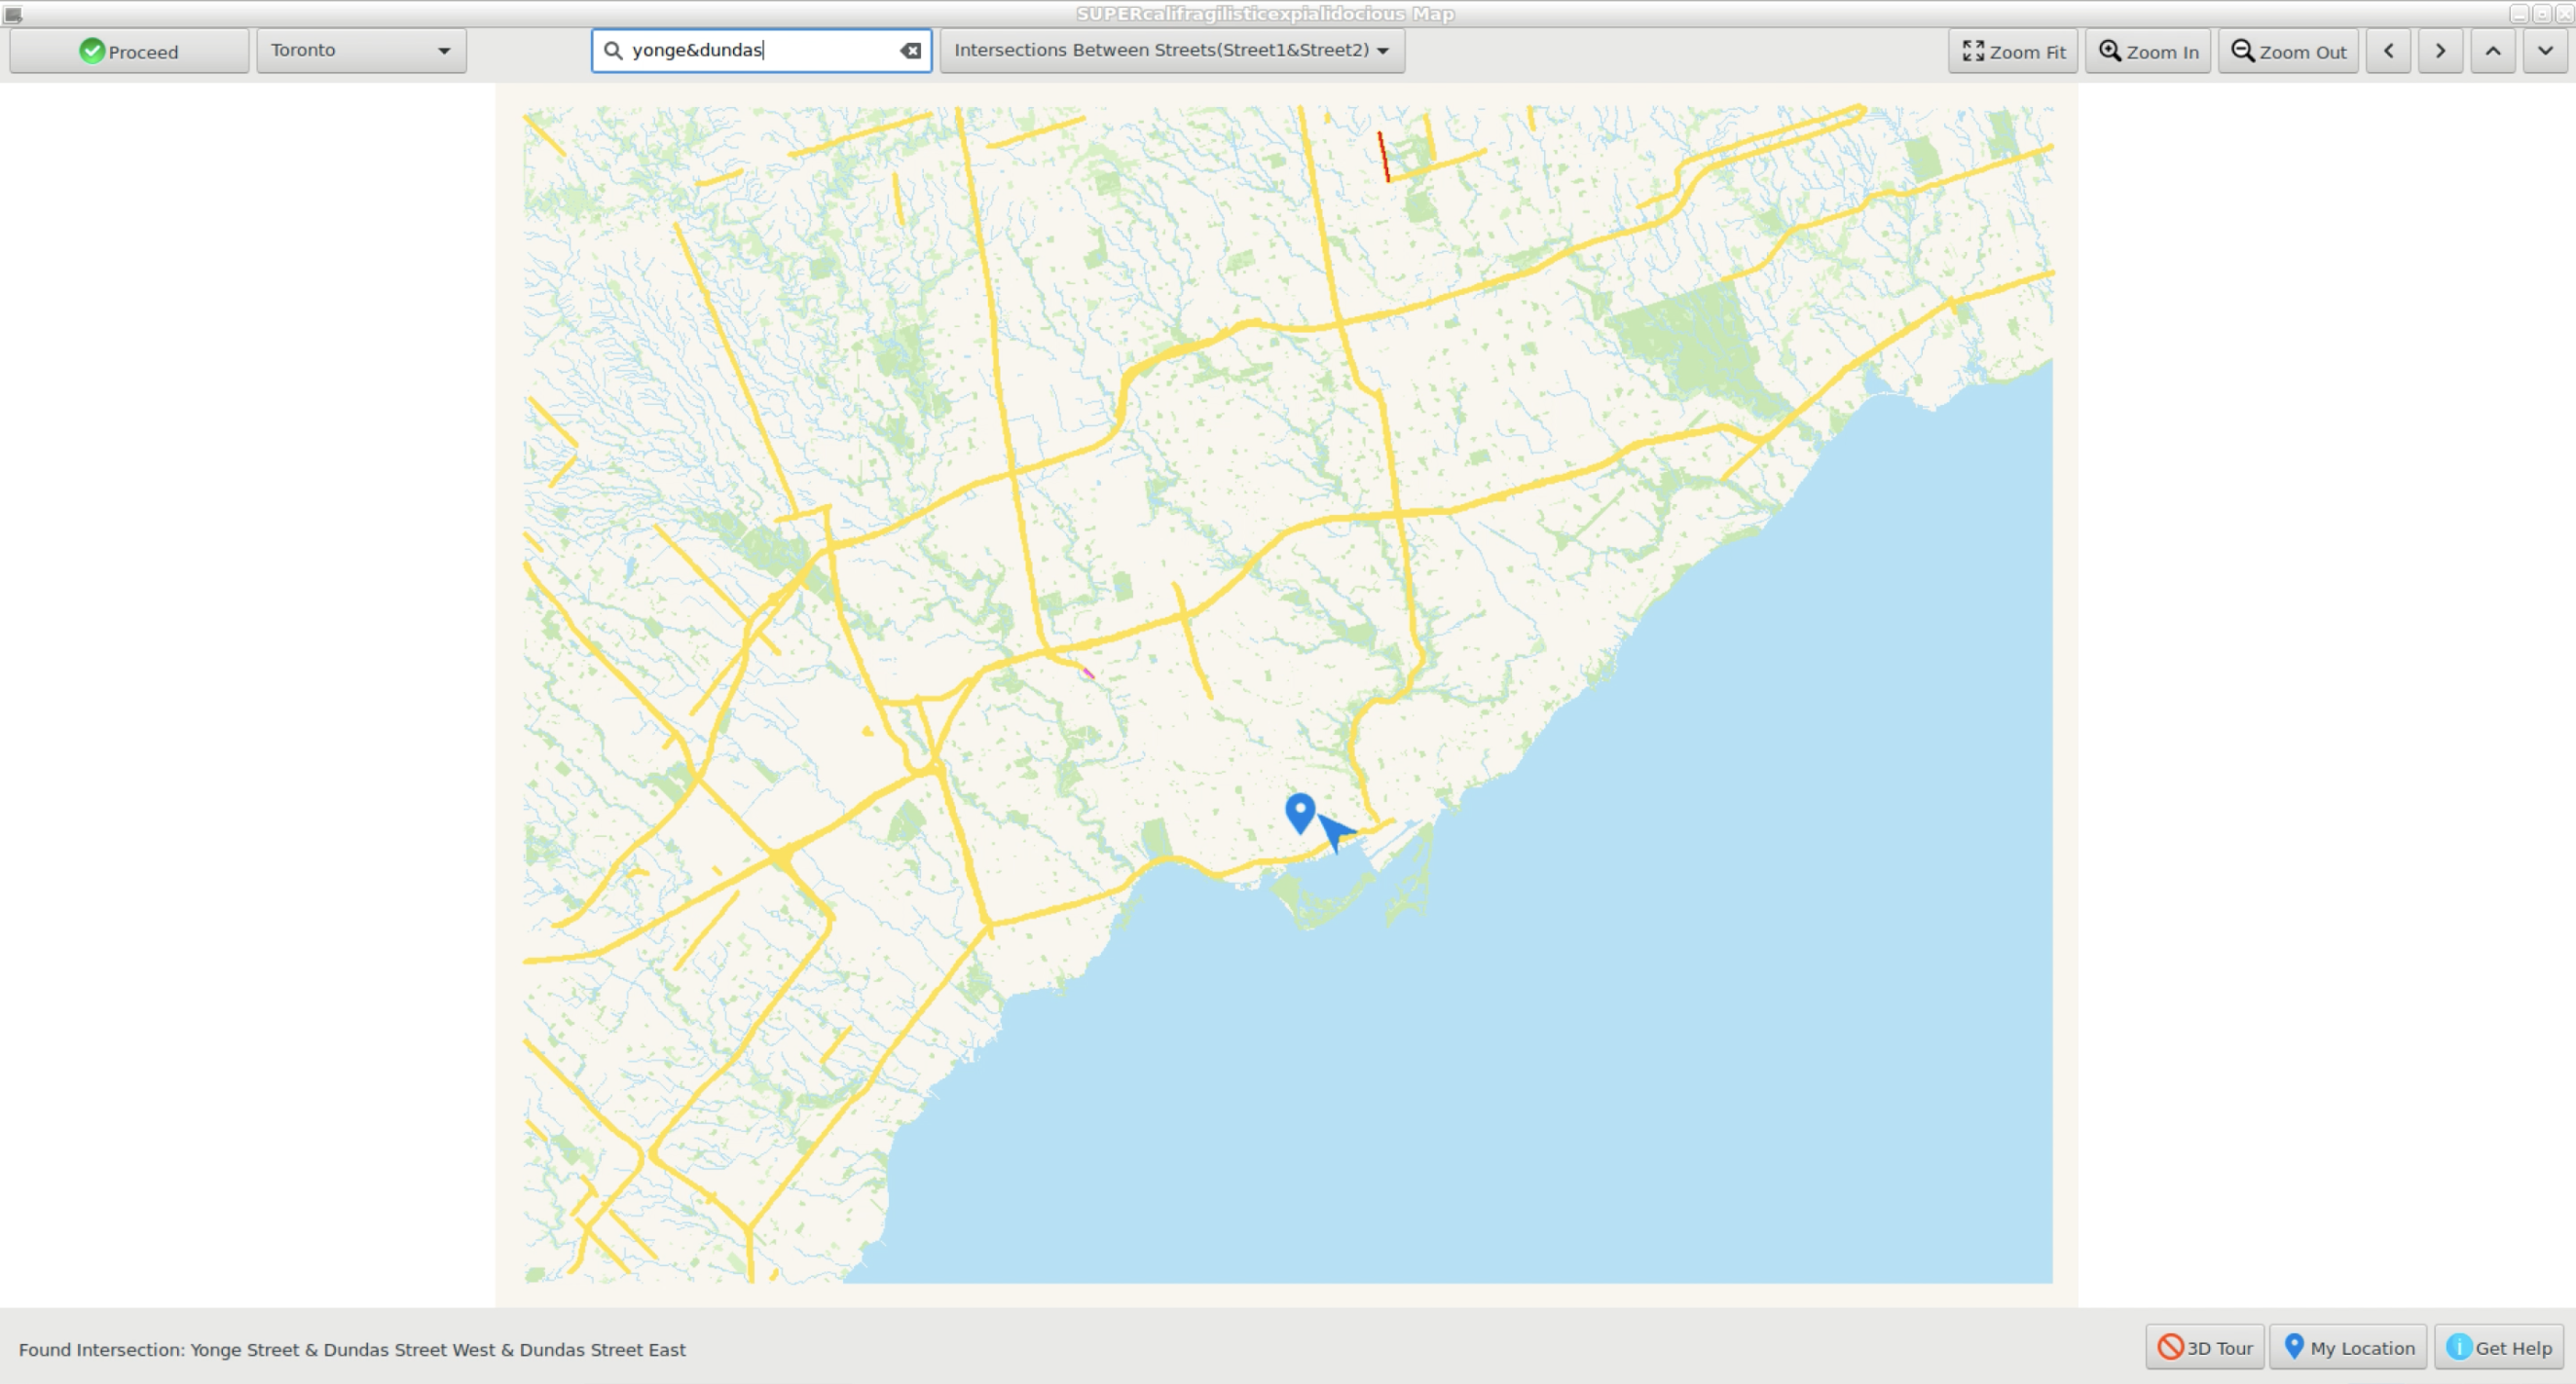 SUPERcalifragilisticexpialidocious Map
Proceed
Toronto
yonge&dundas
Intersections Between Streets(Street1&Street2)
Zoom Fit
Zoom In
Zoom Out
Found Intersection: Yonge Street & Dundas Street West & Dundas Street East
3D Tour
My Location
Get Help